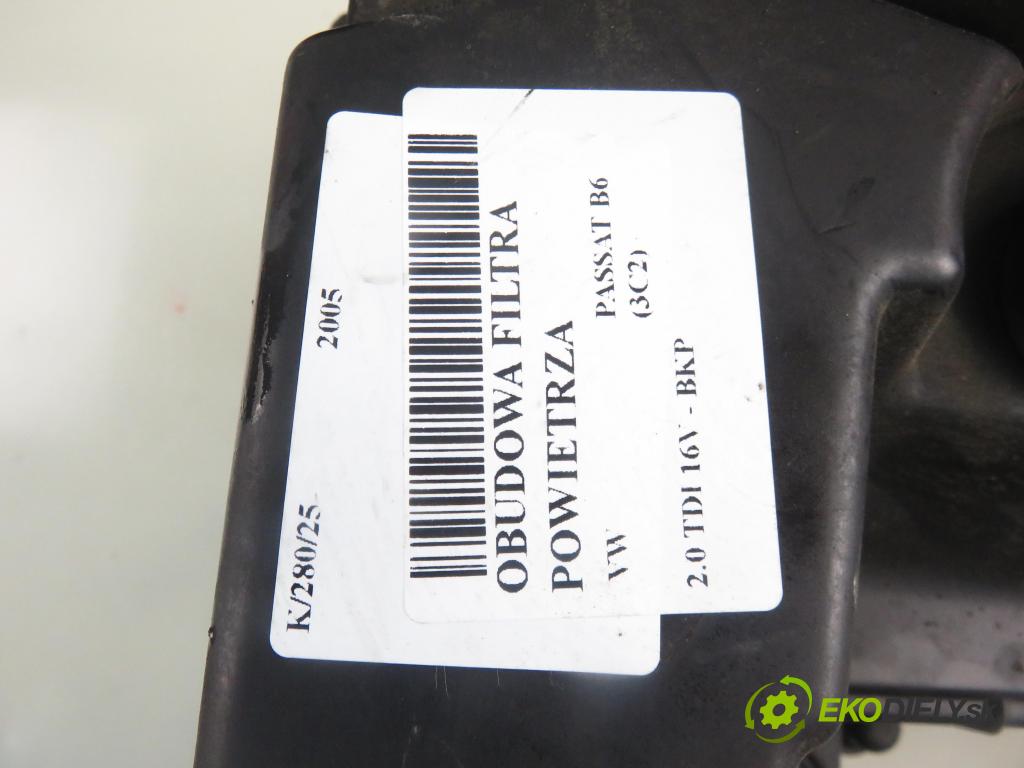 K/280/25 2005
OBUDOWA FILTRA
POWIETRZA
VW PASSAT B6
(3C2)
2.0 TDI 16V - BKP
EKODIELY.sk